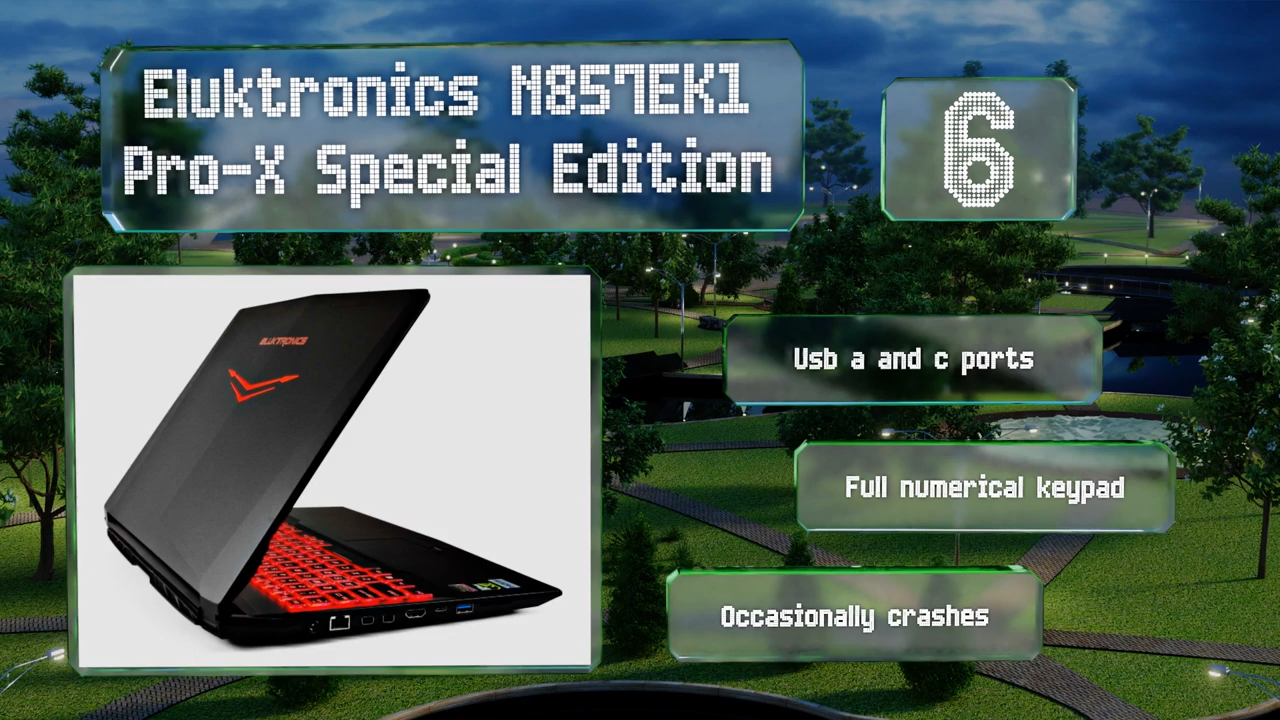 Eluktronics N857EK1
Pro-X Special Edition
6
ELUKTRONICS
Usb a and c ports
Full numerical keypad
Occasionally crashes